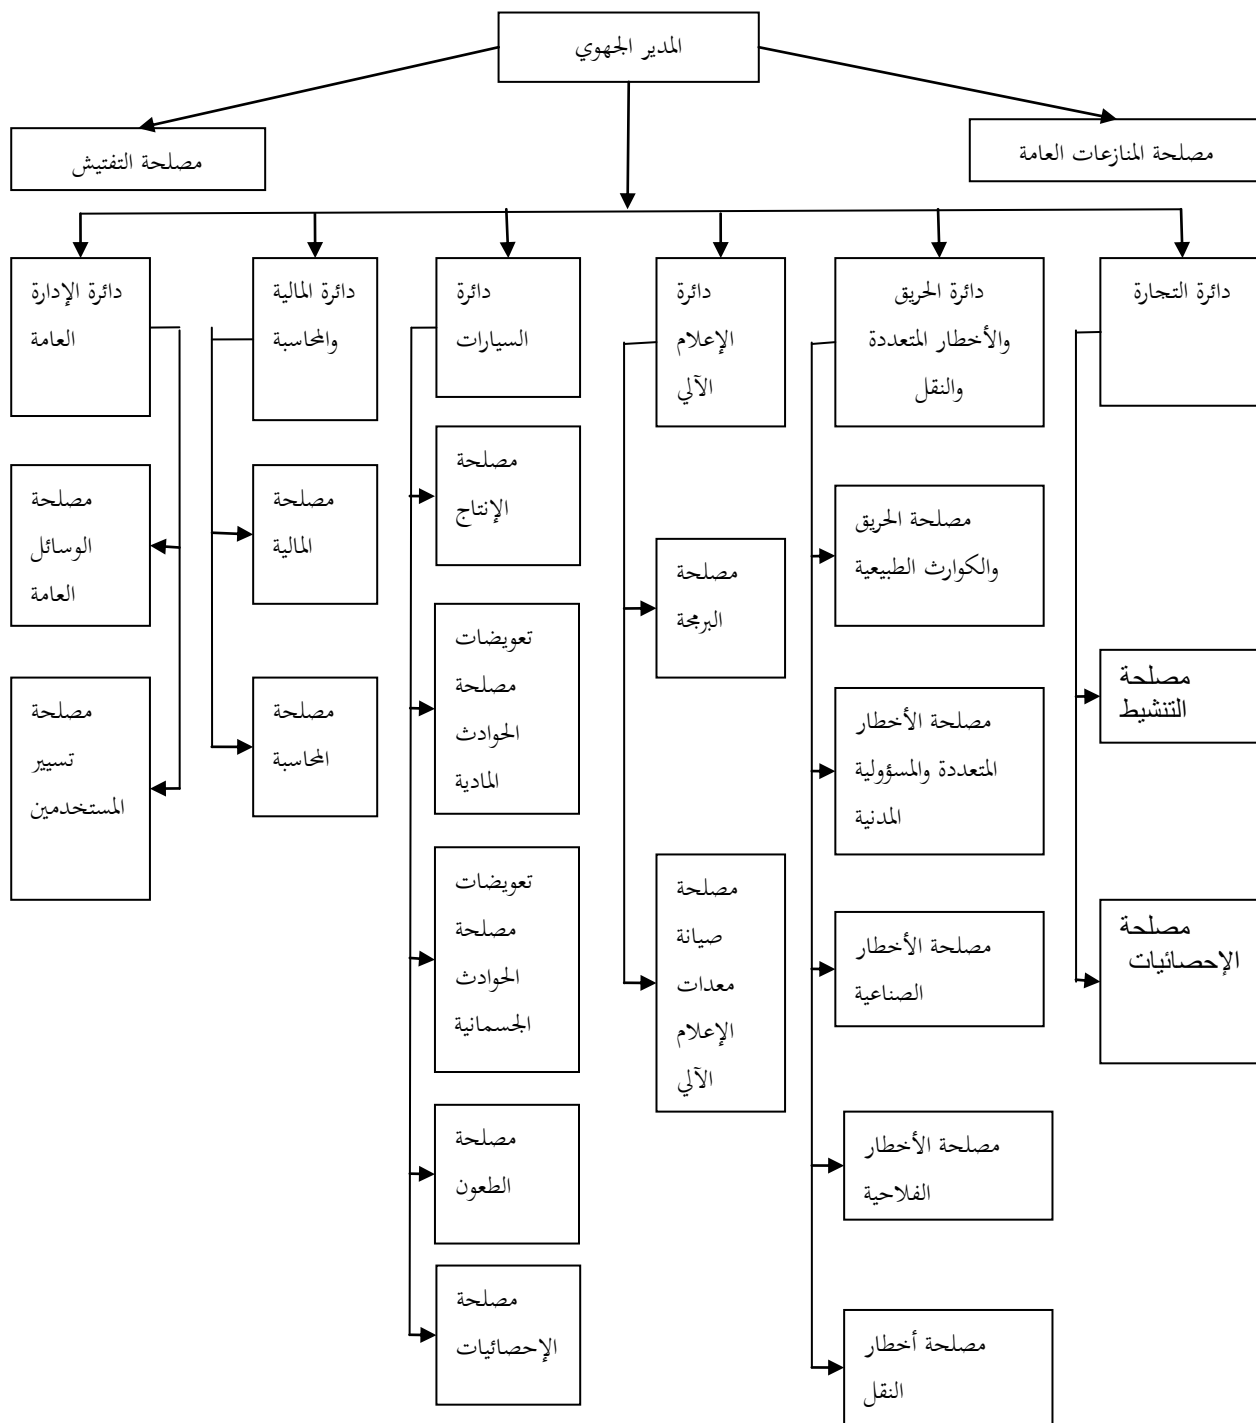 المدير الجهوي
مصلحة المنازعات العامة
مصلحة التفتيش
دائرة التجارة
مصلحة
التنشيط
مصلحة
الإحصائيات
دائرة الحريق
والأخطار المتعددة
والنقل
مصلحة الحريق
والكوارث الطبيعية
مصلحة الأخطار
المتعددة والمسؤولية
المدنية
مصلحة الأخطار
الصناعية
مصلحة الأخطار
الفلاحية
مصلحة أخطار
النقل
دائرة
الإعلام
الآلي
مصلحة
البرمجة
مصلحة
صيانة
معدات
الإعلام
الآلي
دائرة
السيارات
مصلحة
الإنتاج
تعويضات
مصلحة
الحوادث
المادية
تعويضات
مصلحة
الحوادث
الجسمانية
مصلحة
الطعون
مصلحة
الإحصائيات
دائرة المالية
والمحاسبة
مصلحة
المالية
مصلحة
المحاسبة
دائرة الإدارة
العامة
مصلحة
الوسائل
العامة
مصلحة
تسيير
المستخدمين